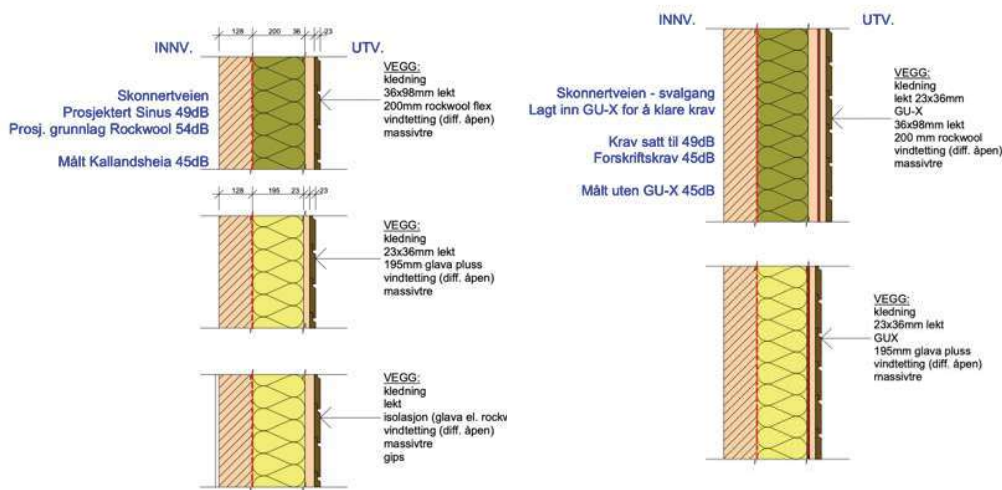 128 200 36 23
INNV.
UTV.
Skonnertveien
Prosjektert Sinus 49dB
Prosj. grunnlag Rockwool 54dB
Målt Kallandsheia 45dB
VEGG:
kledning
36x98mm lekt
200mm rockwool flex
vindtetting (diff. åpen)
massivtre
128 195 23 23
VEGG:
kledning
23x36mm lekt
195mm glava pluss
vindtetting (diff. åpen)
massivtre
VEGG:
kledning
lekt
isolasjon (glava el. rockw
vindtetting (diff. åpen)
massivtre
gips
INNV.
UTV.
Skonnertveien - svalgang
Lagt inn GU-X for å klare krav
Krav satt til 49dB
Forskriftskrav 45dB
Målt uten GU-X 45dB
VEGG:
kledning
lekt 23x36mm
GU-X
36x98mm lekt
200 mm rockwool
vindtetting (diff. åpen)
massivtre
VEGG:
kledning
23x36mm lekt
GUX
195mm glava pluss
vindtetting (diff. åpen)
massivtre